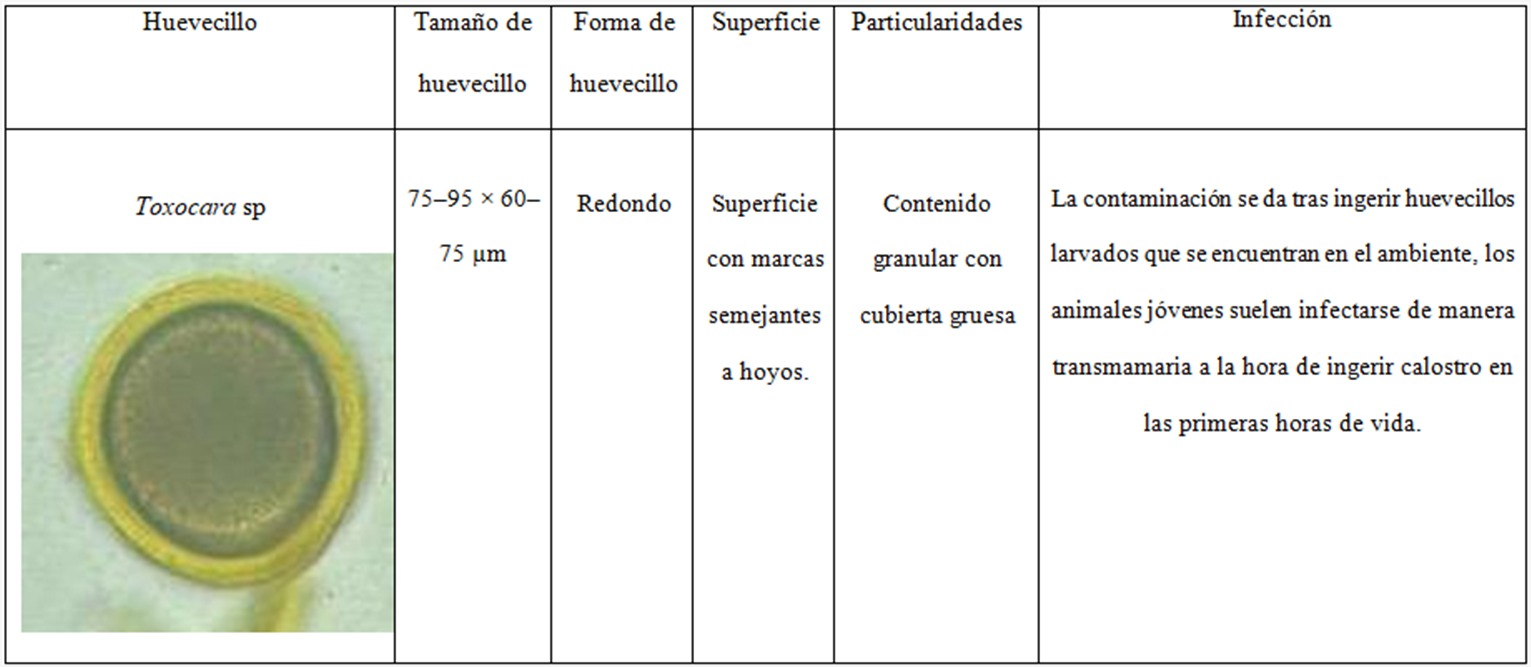 Huevecillo
Tamaño de
huevecillo
Forma de
huevecillo
Superficie
Particularidades
Infección
Toxocara sp
75–95 × 60–
75 µm
Redondo
Superficie
con marcas
semejantes
a hoyos.
Contenido
granular con
cubierta gruesa
La contaminación se da tras ingerir huevecillos
larvados que se encuentran en el ambiente, los
animales jóvenes suelen infectarse de manera
transmamaria a la hora de ingerir calostro en
las primeras horas de vida.